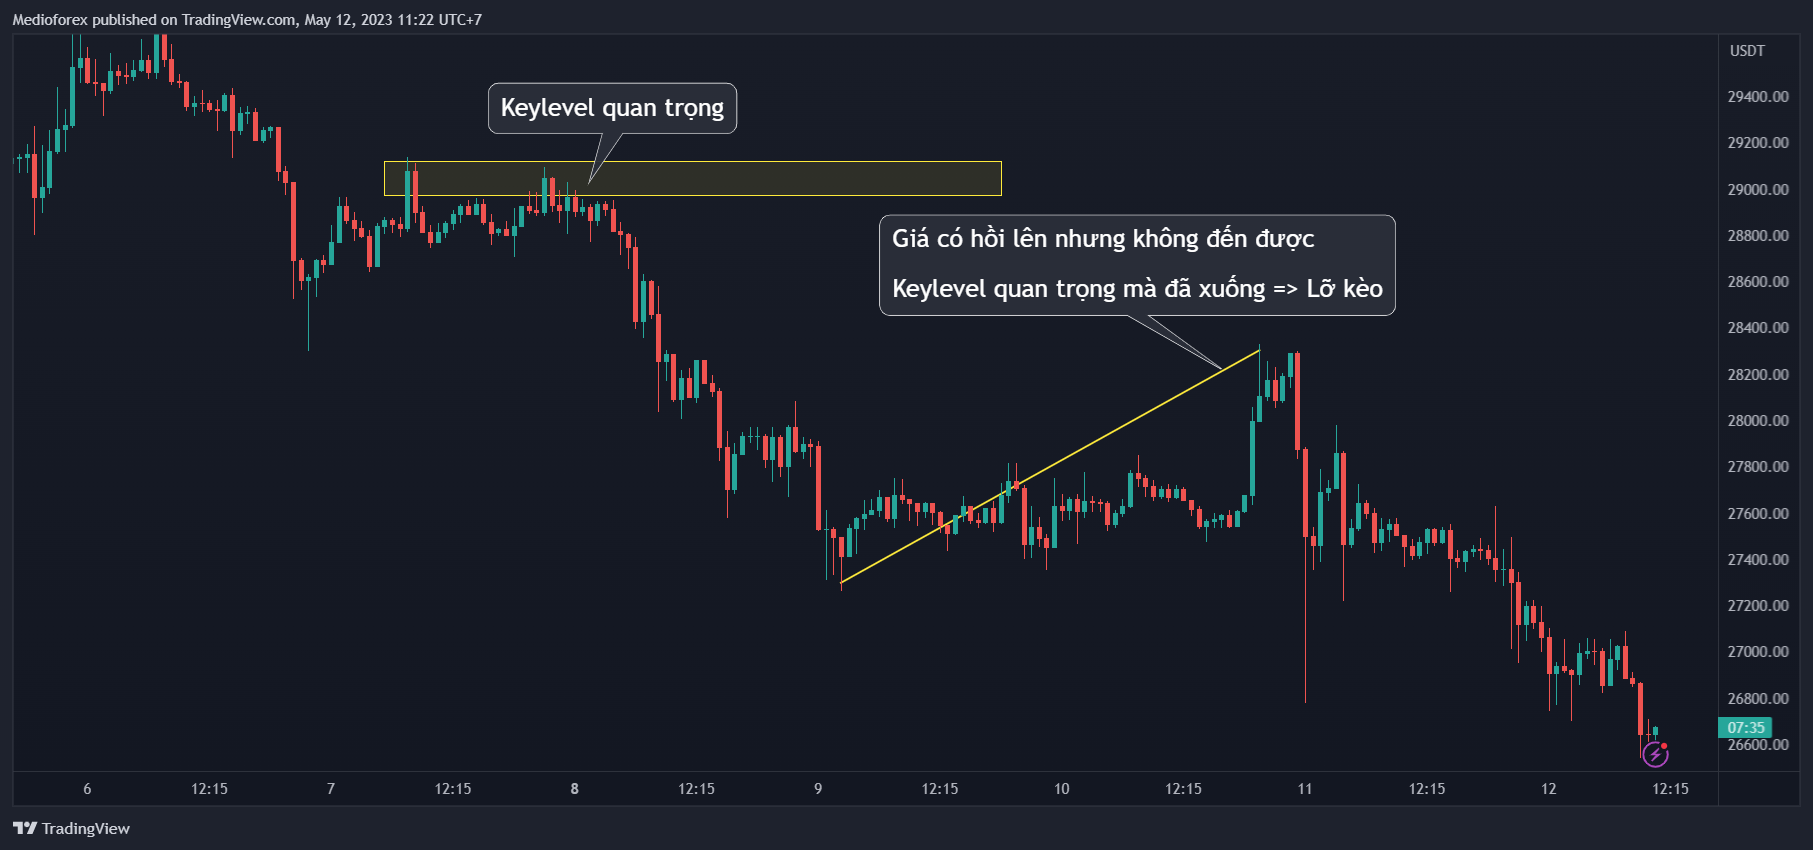 Medioforex published on TradingView.com, May 12, 2023 11:22 UTC+7
USDT
29400.00
Keylevel quan trọng
29200.00
29000.00
28800.00
Giá có hồi lên nhưng không đến được
Keylevel quan trọng mà đã xuống => Lỡ kèo
28600.00
28400.00
28200.00
28000.00
27800.00
27600.00
27400.00
27200.00
27000.00
26800.00
07:35
26600.00
6 12:15 7 12:15 8 12:15 9 12:15 10 12:15 11 12:15 12 12:15
TradingView